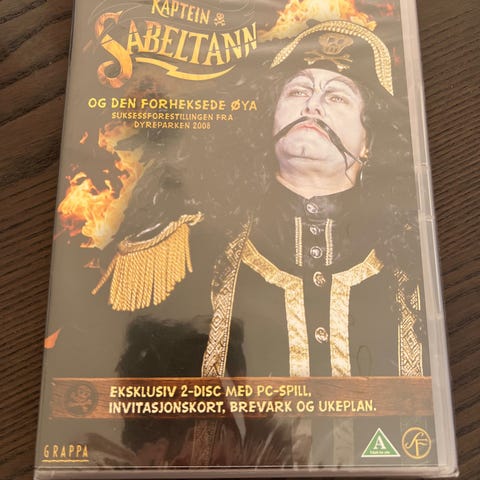 KAPTEIN
SABELTANN
OG DEN FORHEKSEDE ØYA
SUKSESSFORESTILLINGEN FRA
DYREPARKEN 2008
EKSKLUSIV 2-DISC MED PC-SPILL,
INVITASJONSKORT, BREVARK OG UKEPLAN.
GRAPPA
A
SF